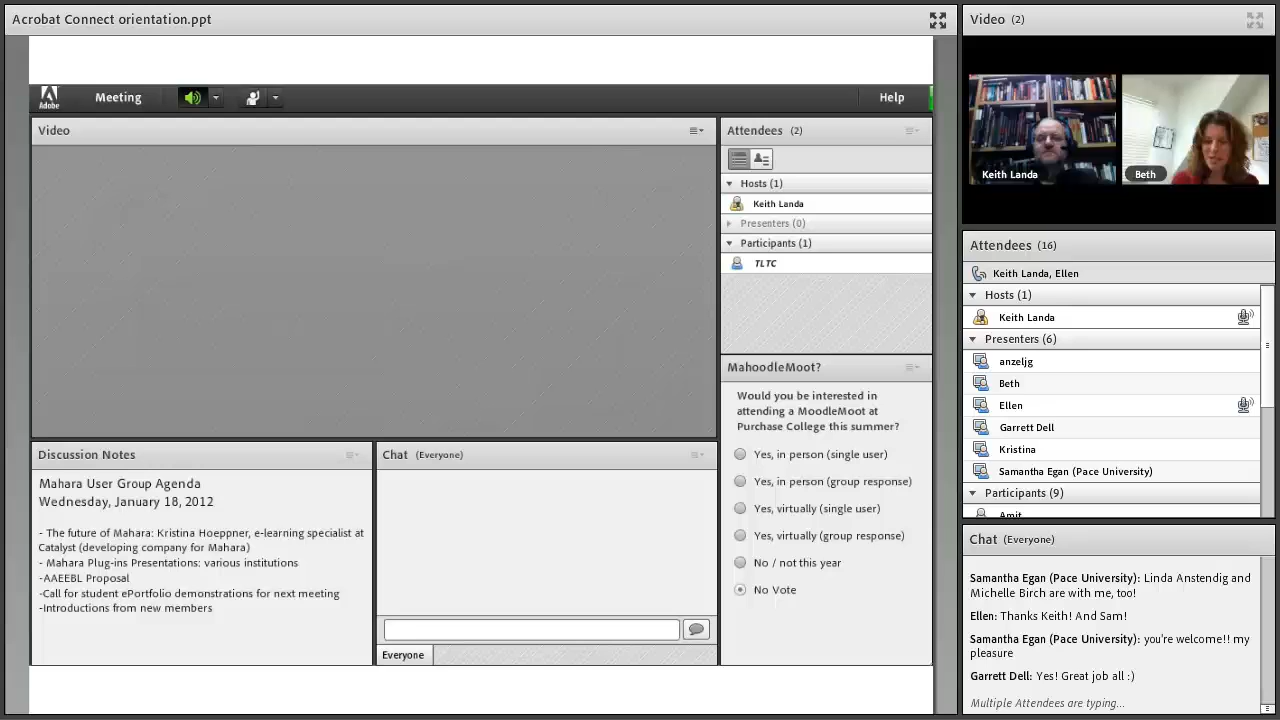 Acrobat Connect orientation.ppt
Adobe
Meeting
Help
Video
Attendees (2)
Hosts (1)
Keith Landa
Presenters (0)
Participants (1)
TLTC
MahoodleMoot?
Would you be interested in
attending a MoodleMoot at
Purchase College this summer?
Yes, in person (single user)
Yes, in person (group response)
Yes, virtually (single user)
Yes, virtually (group response)
No / not this year
No Vote
Discussion Notes
Mahara User Group Agenda
Wednesday, January 18, 2012
- The future of Mahara: Kristina Hoeppner, e-learning specialist at
Catalyst (developing company for Mahara)
- Mahara Plug-ins Presentations: various institutions
-AAEEBL Proposal
-Call for student ePortfolio demonstrations for next meeting
-Introductions from new members
Chat (Everyone)
Everyone
Video (2)
Keith Landa
Beth
Attendees (16)
Keith Landa, Ellen
Hosts (1)
Keith Landa
Presenters (6)
anzeljg
Beth
Ellen
Garrett Dell
Kristina
Samantha Egan (Pace University)
Participants (9)
Amit
Chat (Everyone)
Samantha Egan (Pace University): Linda Anstendig and
Michelle Birch are with me, too!
Ellen: Thanks Keith! And Sam!
Samantha Egan (Pace University): you're welcome!! my
pleasure
Garrett Dell: Yes! Great job all :)
Multiple Attendees are typing...